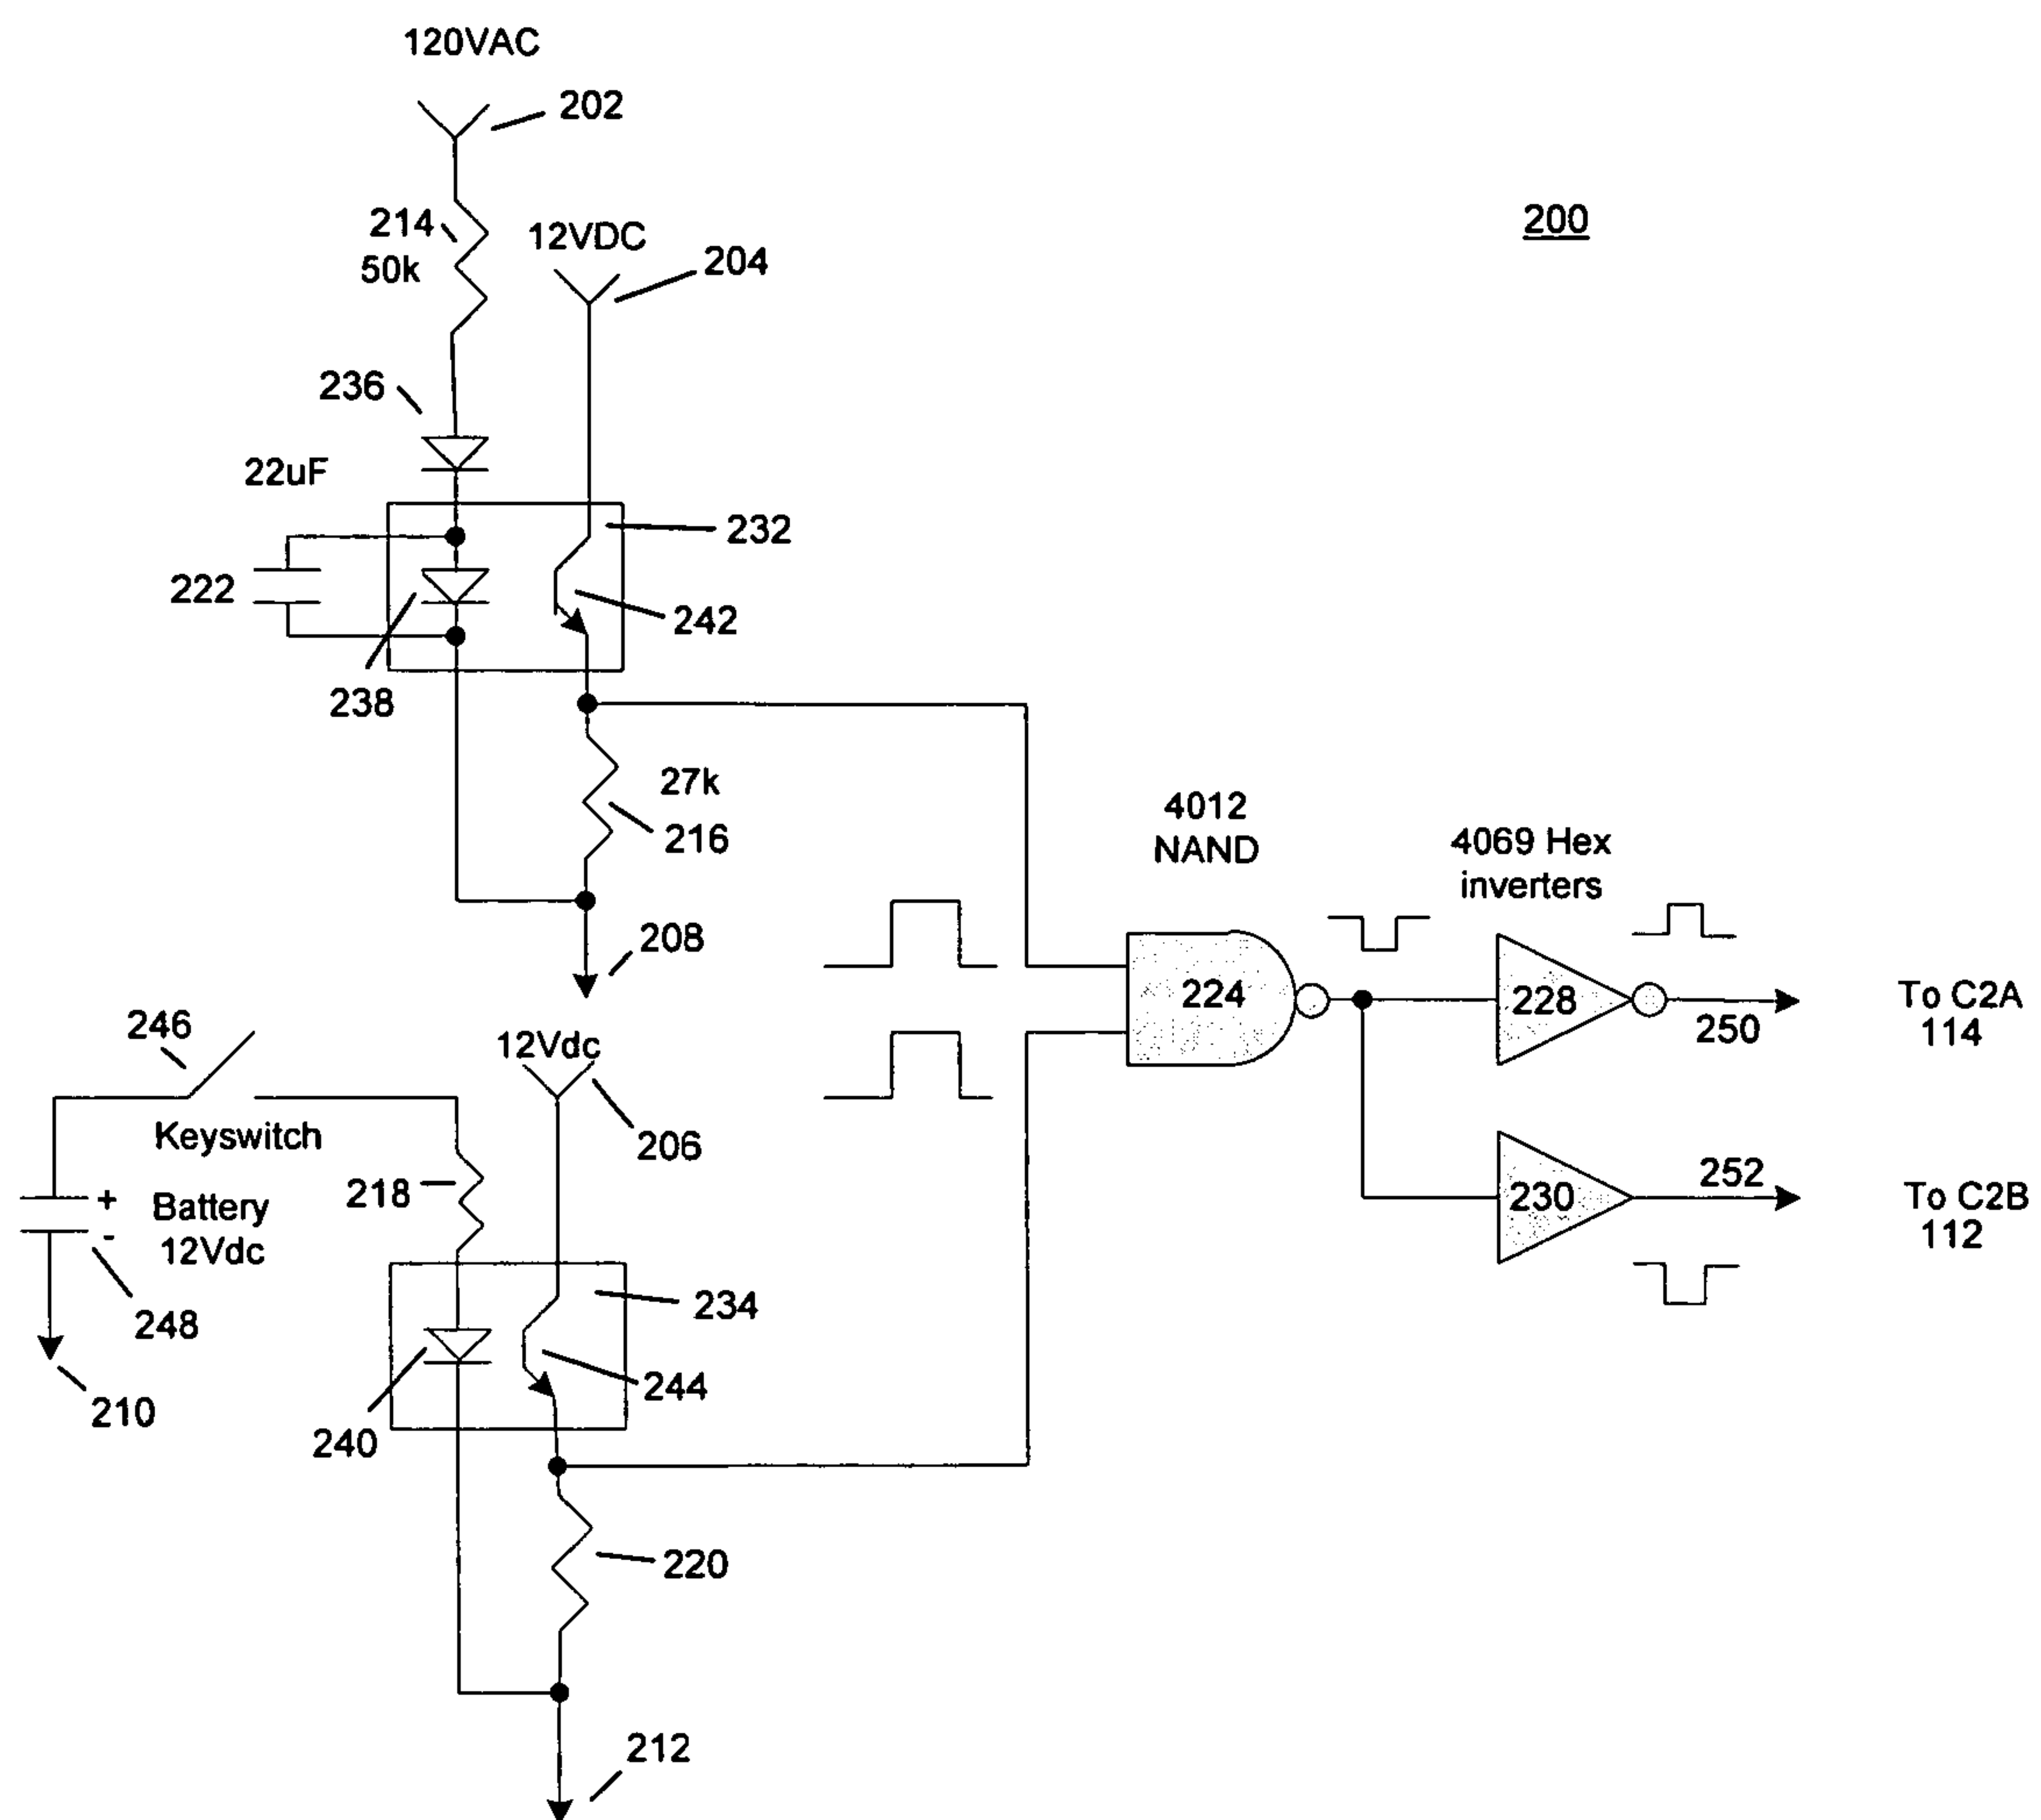 120VAC
202
214
50k
12VDC
204
200
236
22uF
232
222
242
238
27k
216
4012
NAND
4069 Hex
inverters
208
224
228
250
To C2A
114
246
Keyswitch
12Vdc
206
218
+
-
Battery
12Vdc
248
210
234
244
240
230
252
To C2B
112
220
212